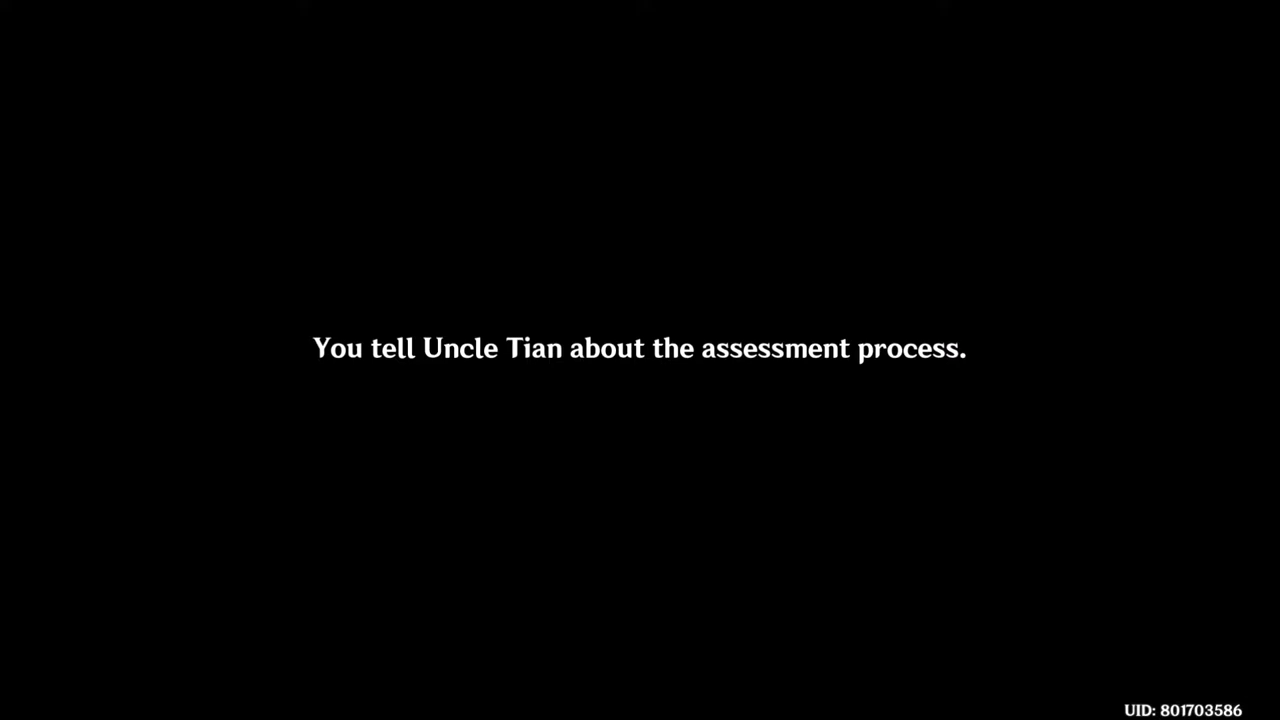 You tell Uncle Tian about the assessment process.
UID: 801703586